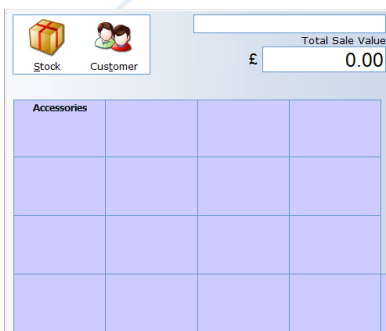 Total Sale Value
£ 0.00
Stock Customer
Accessories